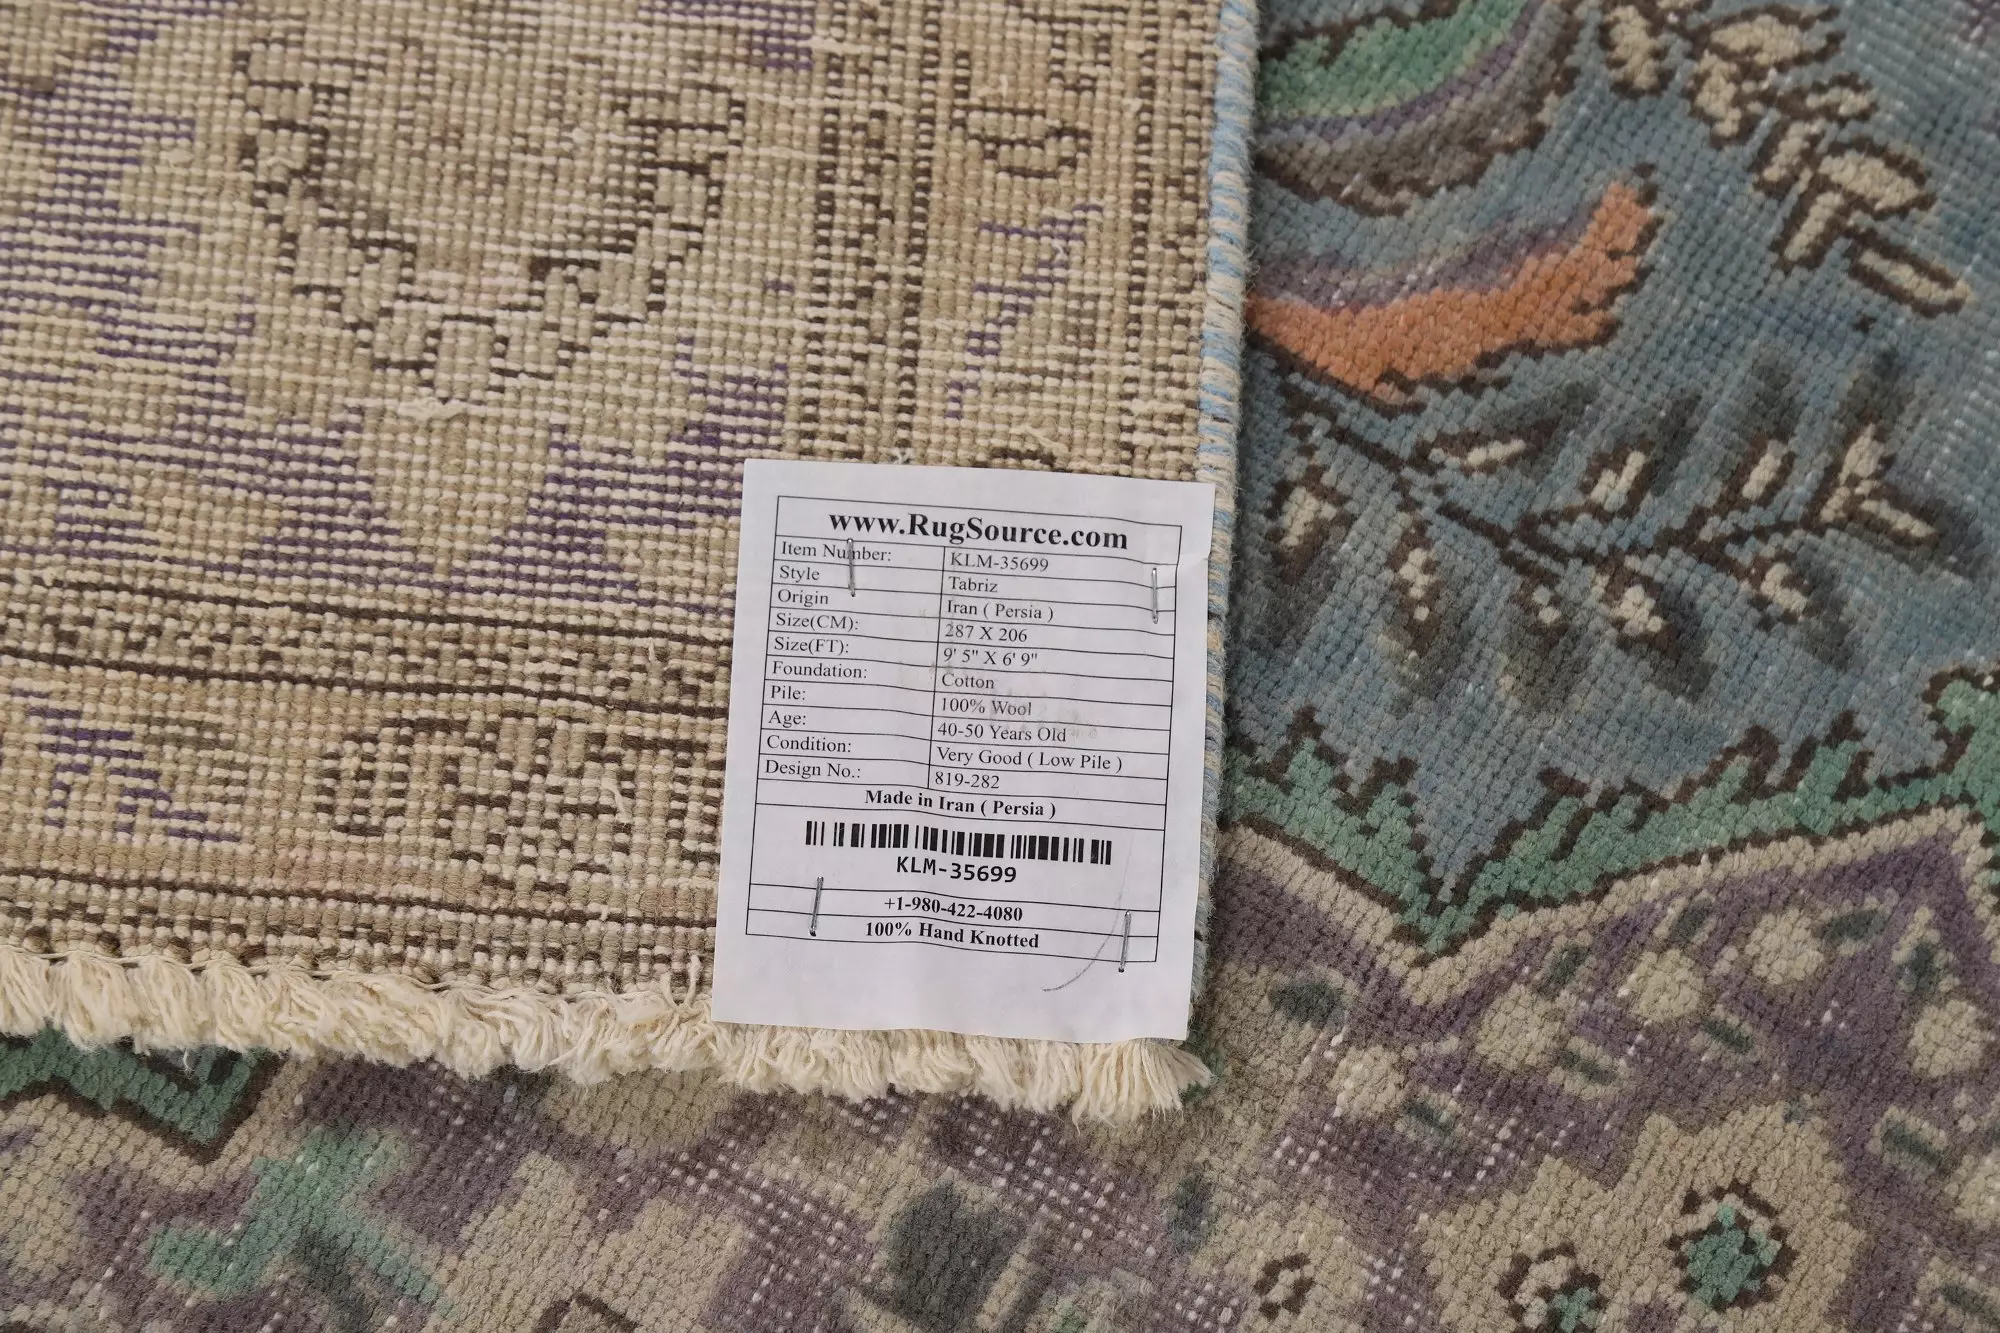 www.RugSource.com
Item Number: KLM-35699
Style Tabriz
Origin Iran ( Persia )
Size(CM): 287 X 206
Size(FT): 9' 5" X 6' 9"
Foundation: Cotton
Pile: 100% Wool
Age: 40-50 Years Old
Condition: Very Good ( Low Pile )
Design No.: 819-282
Made in Iran ( Persia )
KLM-35699
+1-980-422-4080
100% Hand Knotted